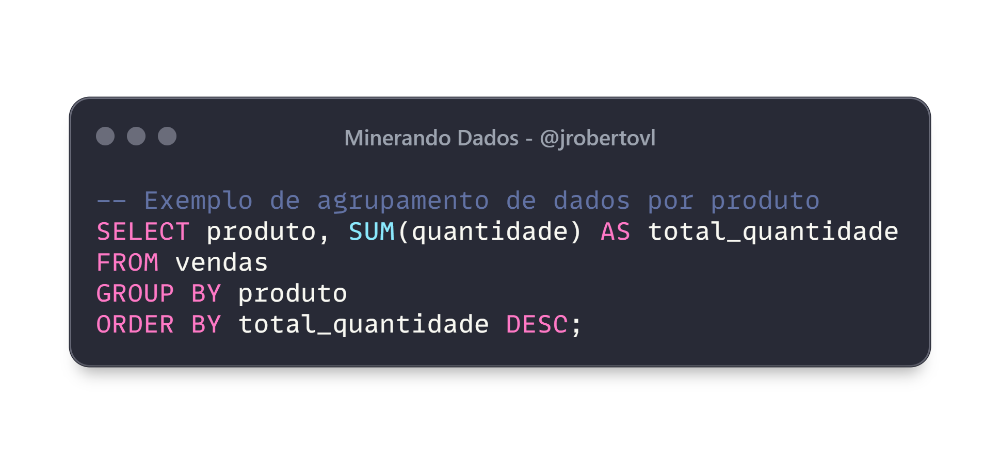 Minerando Dados - @jrobertovl
-- Exemplo de agrupamento de dados por produto
SELECT produto, SUM(quantidade) AS total_quantidade
FROM vendas
GROUP BY produto
ORDER BY total_quantidade DESC;